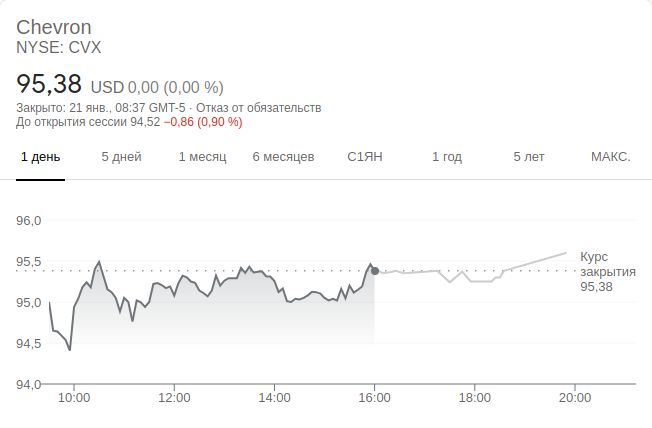 Chevron
NYSE: CVX
95,38 USD 0,00 (0,00 %)
Закрыто: 21 янв., 08:37 GMT-5 · Отказ от обязательств
До открытия сессии 94,52 −0,86 (0,90 %)
1 день 5 дней 1 месяц 6 месяцев С1ЯН 1 год 5 лет МАКС.
96,0
95,5
95,0
94,5
94,0
Курс
закрытия
95,38
10:00 12:00 14:00 16:00 18:00 20:00